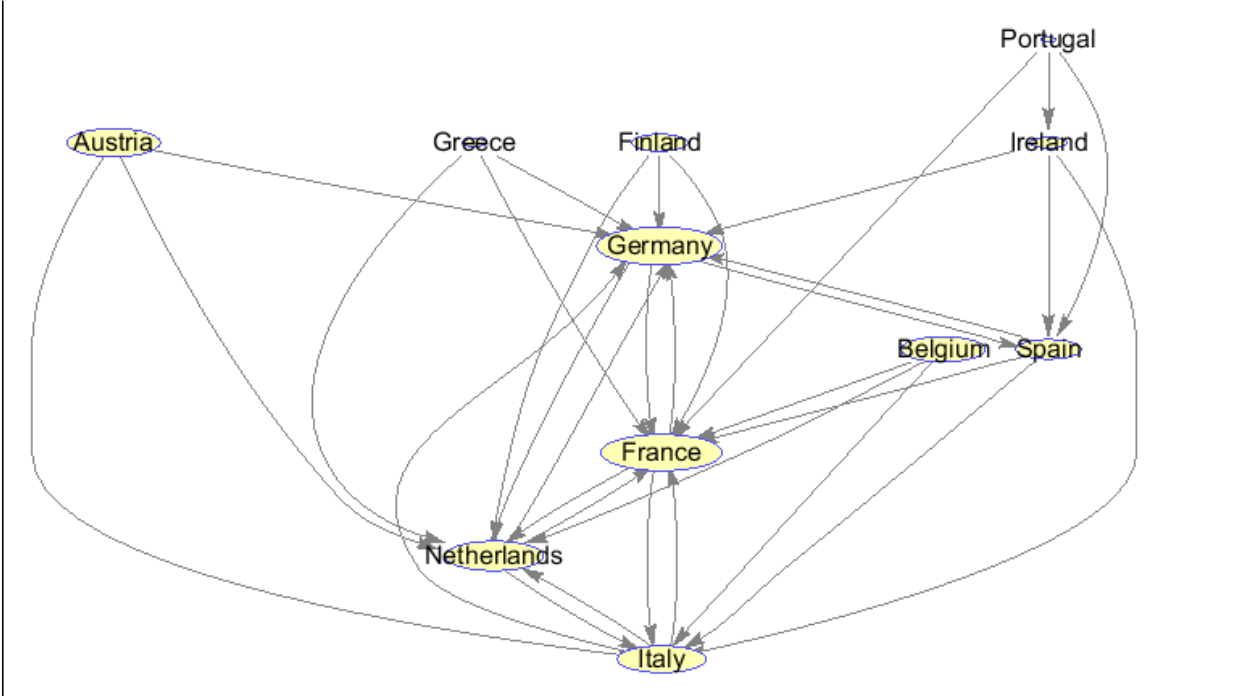 Portugal
Austria
Greece
Finland
Ireland
Germany
Belgium
Spain
France
Netherlands
Italy